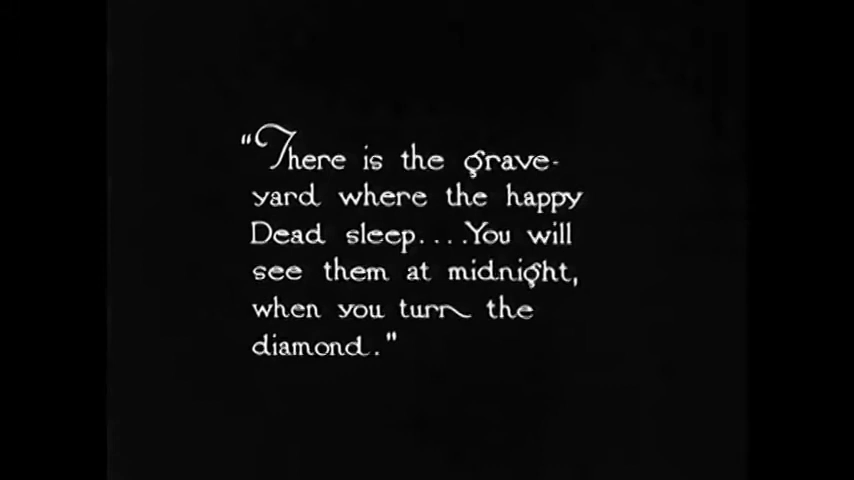 "There is the grave-
yard where the happy
Dead sleep....You will
see them at midnight,
when you turn the
diamond."